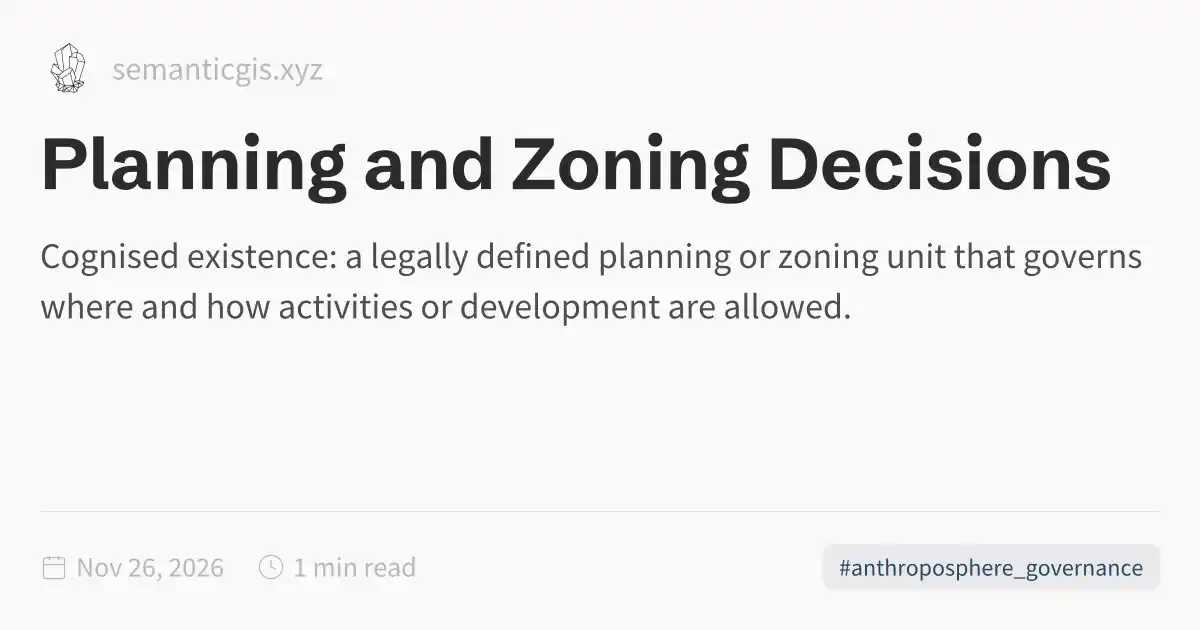 semanticgis.xyz
Planning and Zoning Decisions
Cognised existence: a legally defined planning or zoning unit that governs
where and how activities or development are allowed.
Nov 26, 2026 1 min read #anthroposphere_governance